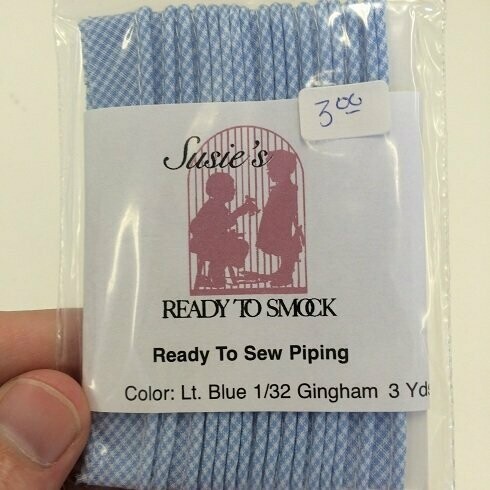 3.00
Susie's
READY TO SMOCK
Ready To Sew Piping
Color: Lt. Blue 1/32 Gingham 3 Yds